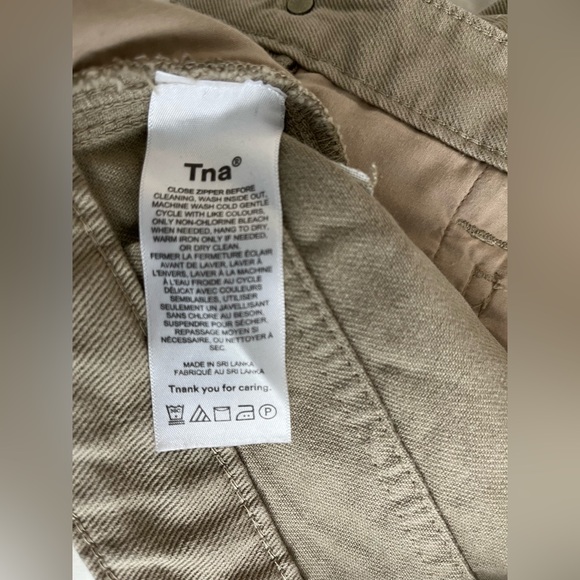 Tna®
CLOSE ZIPPER BEFORE
CLEANING, WASH INSIDE OUT,
MACHINE WASH COLD GENTLE
CYCLE WITH LIKE COLOURS,
ONLY NON-CHLORINE BLEACH
WHEN NEEDED, HANG TO DRY,
WARM IRON ONLY IF NEEDED,
OR DRY CLEAN.
FERMER LA FERMETURE ÉCLAIR
AVANT DE LAVER, LAVER À
L'ENVERS, LAVER À LA MACHINE
À L'EAU FROIDE AU CYCLE
DÉLICAT AVEC COULEURS
SEMBLABLES, UTILISER
SEULEMENT UN JAVELLISANT
SANS CHLORE AU BESOIN,
SUSPENDRE POUR SÉCHER,
REPASSAGE MOYEN SI
NÉCESSAIRE, OU NETTOYER À
SEC.
MADE IN SRI LANKA
FABRIQUÉ AU SRI LANKA
Tnank you for caring.
30C
P